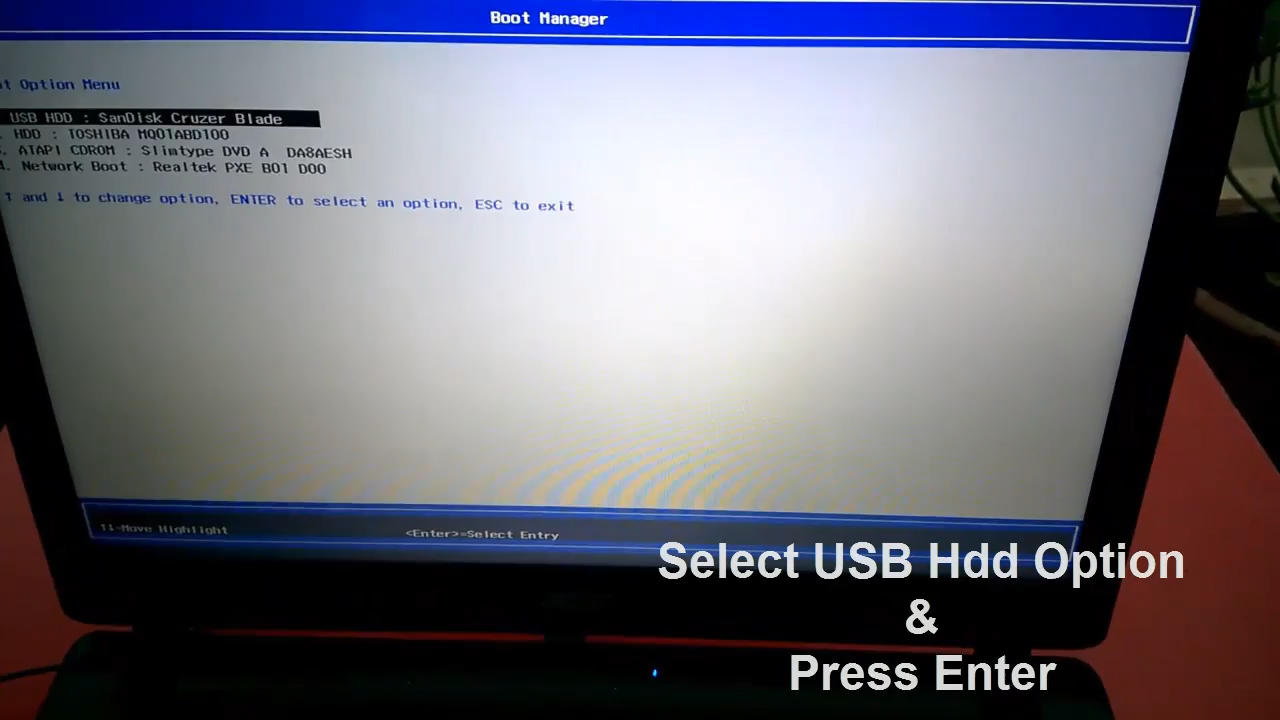 Boot Manager
t Option Menu
USB HDD : SanDisk Cruzer Blade
. HDD : TOSHIBA MQ01ABD100
. ATAPI CDROM : Slimtype DVD A DA8AESH
4. Network Boot : Realtek PXE B01 D00
↑ and ↓ to change option, ENTER to select an option, ESC to exit
↑↓=Move Highlight <Enter>=Select Entry
Select USB Hdd Option
&
Press Enter